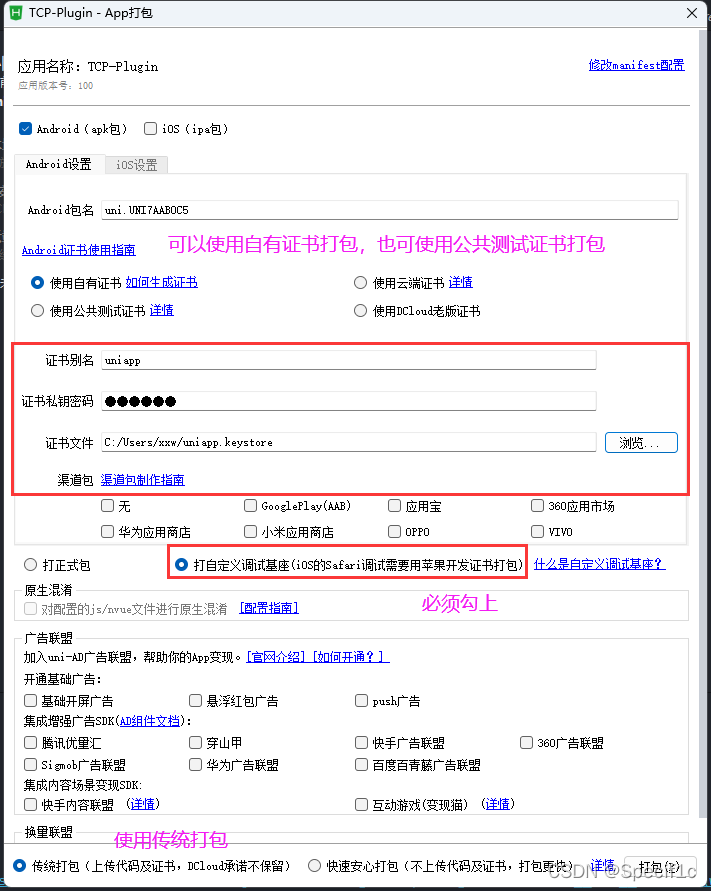 TCP-Plugin - App打包
应用名称: TCP-Plugin 修改manifest配置
应用版本号: 100
Android（apk包） iOS（ipa包）
Android设置 iOS设置
Android包名 uni.UNI7AAB0C5
Android证书使用指南 可以使用自有证书打包，也可使用公共测试证书打包
使用自有证书 如何生成证书 使用云端证书 详情
使用公共测试证书 详情 使用DCloud老版证书
证书别名 uniapp
证书私钥密码 ●●●●●●
证书文件 C:/Users/xxw/uniapp.keystore 浏览...
渠道包 渠道包制作指南
无 GooglePlay(AAB) 应用宝 360应用市场
华为应用商店 小米应用商店 OPPO VIVO
打正式包 打自定义调试基座(iOS的Safari调试需要用苹果开发证书打包) 什么是自定义调试基座？
原生混淆
对配置的js/nvue文件进行原生混淆 [配置指南] 必须勾上
广告联盟
加入uni-AD广告联盟，帮助你的App变现。[官网介绍] [如何开通？]
开通基础广告:
基础开屏广告 悬浮红包广告 push广告
集成增强广告SDK(AD组件文档):
腾讯优量汇 穿山甲 快手广告联盟 360广告联盟
Sigmob广告联盟 华为广告联盟 百度百青藤广告联盟
集成内容场景变现SDK:
快手内容联盟 （详情） 互动游戏(变现猫) （详情）
换量联盟
使用传统打包
传统打包（上传代码及证书，DCloud承诺不保留） 快速安心打包（不上传代码及证书，打包更快） 详情 打包(P)